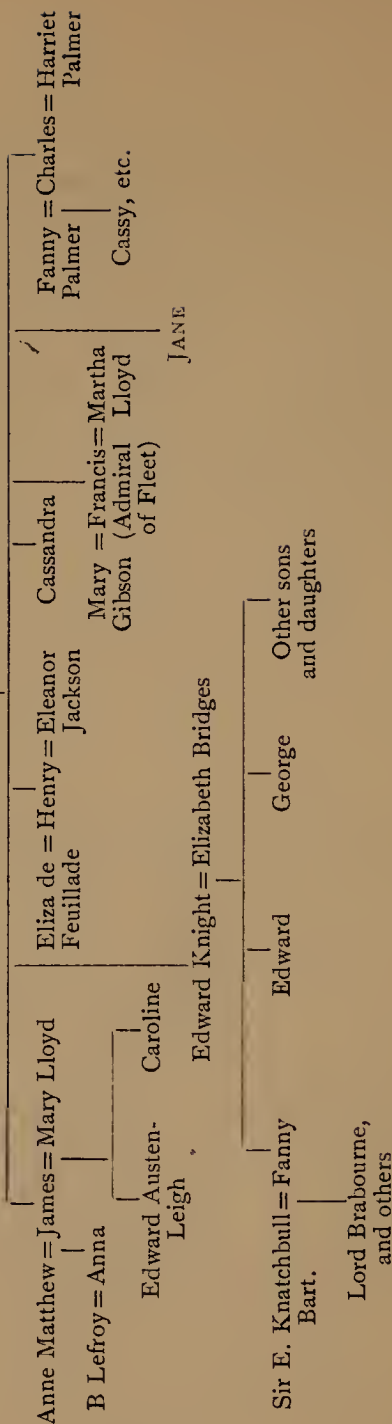 Anne Matthew = James = Mary Lloyd
B Lefroy = Anna
Edward Austen-
Leigh
Caroline
Eliza de = Henry = Eleanor
Feuillade
Jackson
Cassandra
Mary = Francis = Martha
Gibson (Admiral Lloyd
of Fleet)
JANE
Fanny = Charles = Harriet
Palmer
Palmer
Cassy, etc.
Edward Knight = Elizabeth Bridges
Sir E. Knatchbull = Fanny
Bart.
Edward
George
Other sons
and daughters
Lord Brabourne,
and others